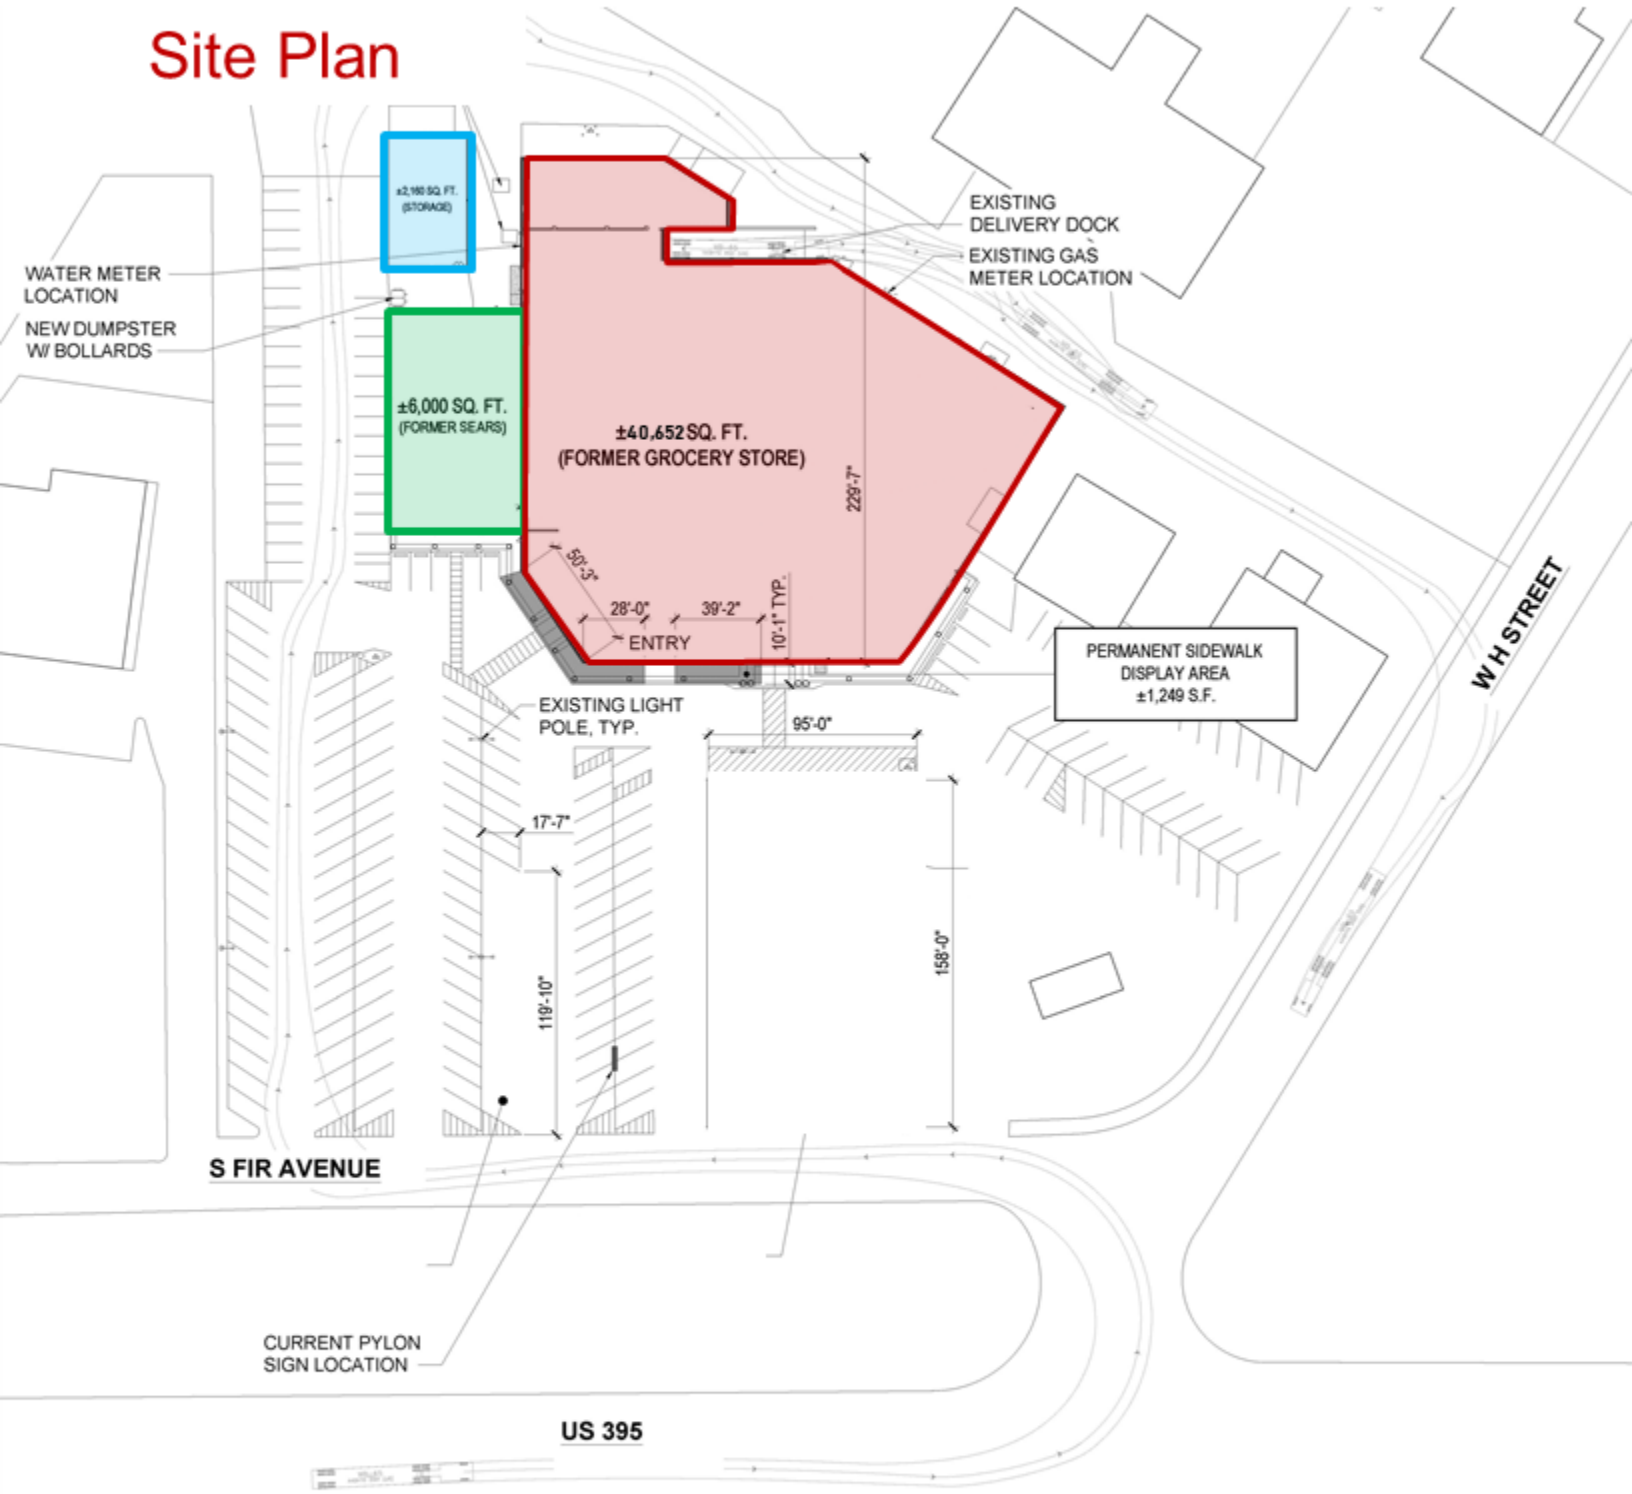 Site Plan
±2,160 SQ. FT.
(STORAGE)
EXISTING
DELIVERY DOCK
EXISTING GAS
METER LOCATION
WATER METER
LOCATION
NEW DUMPSTER
W/ BOLLARDS
±6,000 SQ. FT.
(FORMER SEARS)
±40,652 SQ. FT.
(FORMER GROCERY STORE)
229'-7"
50'-3"
28'-0"
39'-2"
10'-1" TYP.
ENTRY
W H STREET
PERMANENT SIDEWALK
DISPLAY AREA
±1,249 S.F.
EXISTING LIGHT
POLE, TYP.
95'-0"
17'-7"
119'-10"
158'-0"
S FIR AVENUE
CURRENT PYLON
SIGN LOCATION
US 395